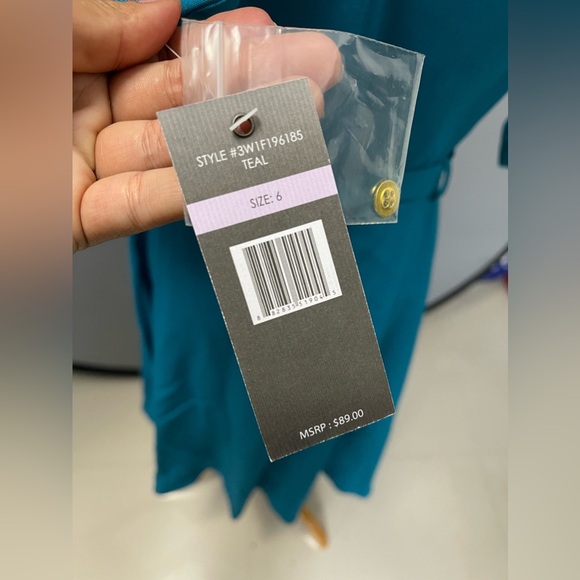 STYLE #3W1F196185
TEAL
SIZE: 6
MSRP : $89.00